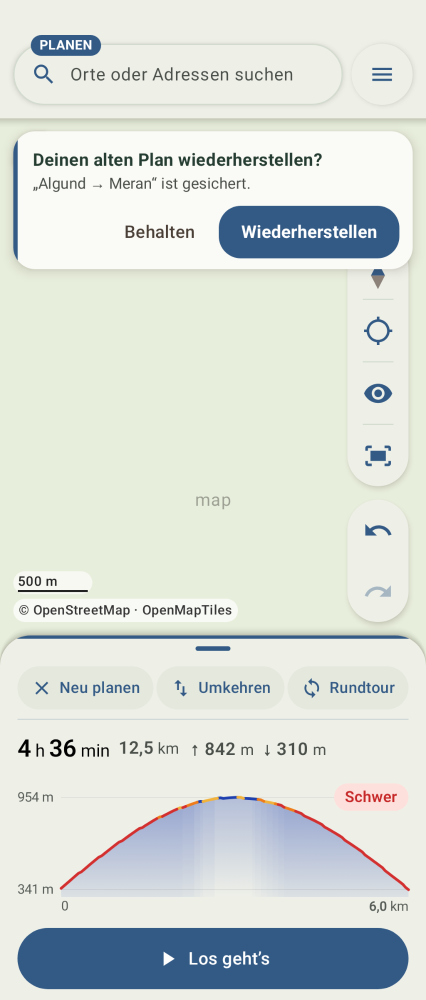 PLANEN
Orte oder Adressen suchen
Deinen alten Plan wiederherstellen?
„Algund → Meran“ ist gesichert.
Behalten
Wiederherstellen
map
500 m
© OpenStreetMap · OpenMapTiles
Neu planen
Umkehren
Rundtour
4 h 36 min 12,5 km ↑ 842 m ↓ 310 m
954 m
Schwer
341 m
0
6,0 km
Los geht's